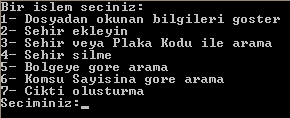 Bir islem seciniz:
1- Dosyadan okunan bilgileri goster
2- Sehir ekleyin
3- Sehir veya Plaka Kodu ile arama
4- Sehir silme
5- Bolgeye gore arama
6- Komsu Sayisina gore arama
7- Cikti olusturma
Seciminiz:_